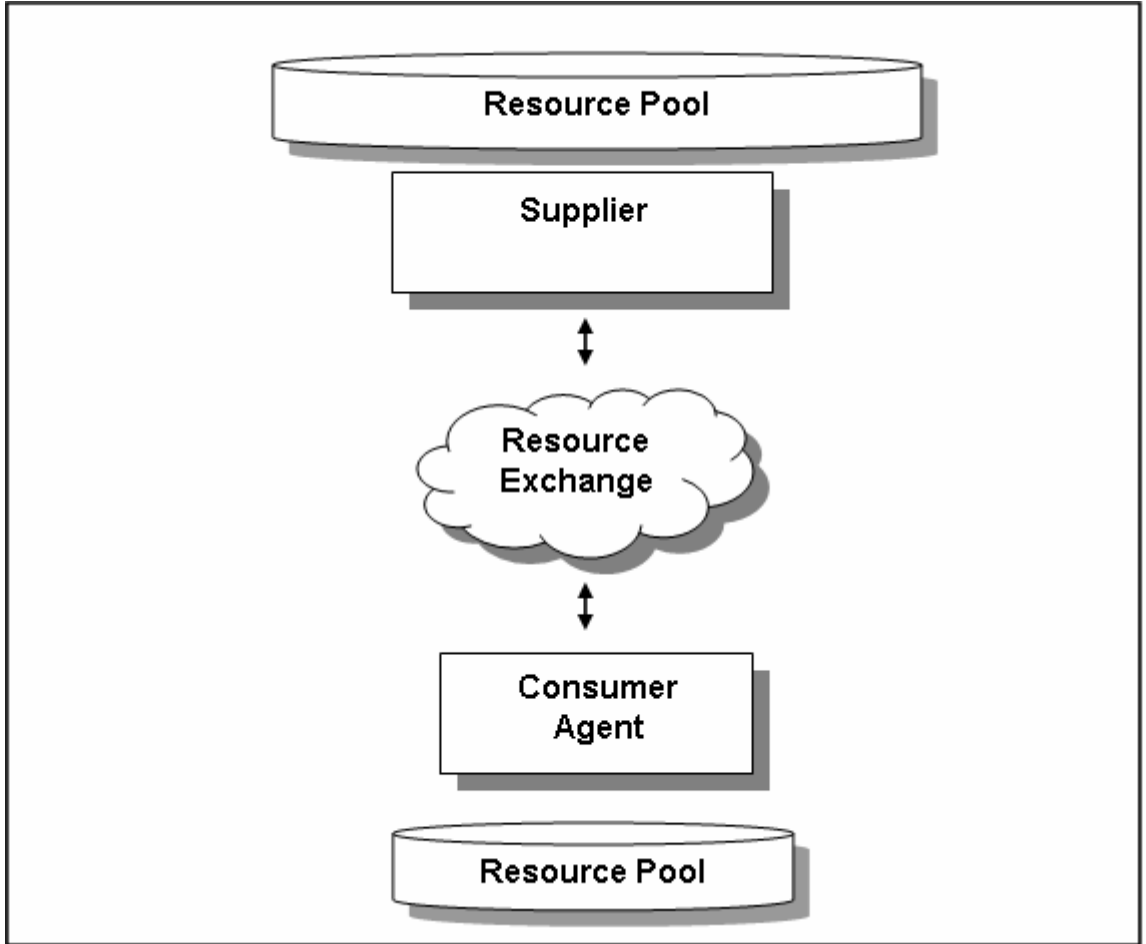 Resource Pool
Supplier
Resource
Exchange
Consumer
Agent
Resource Pool